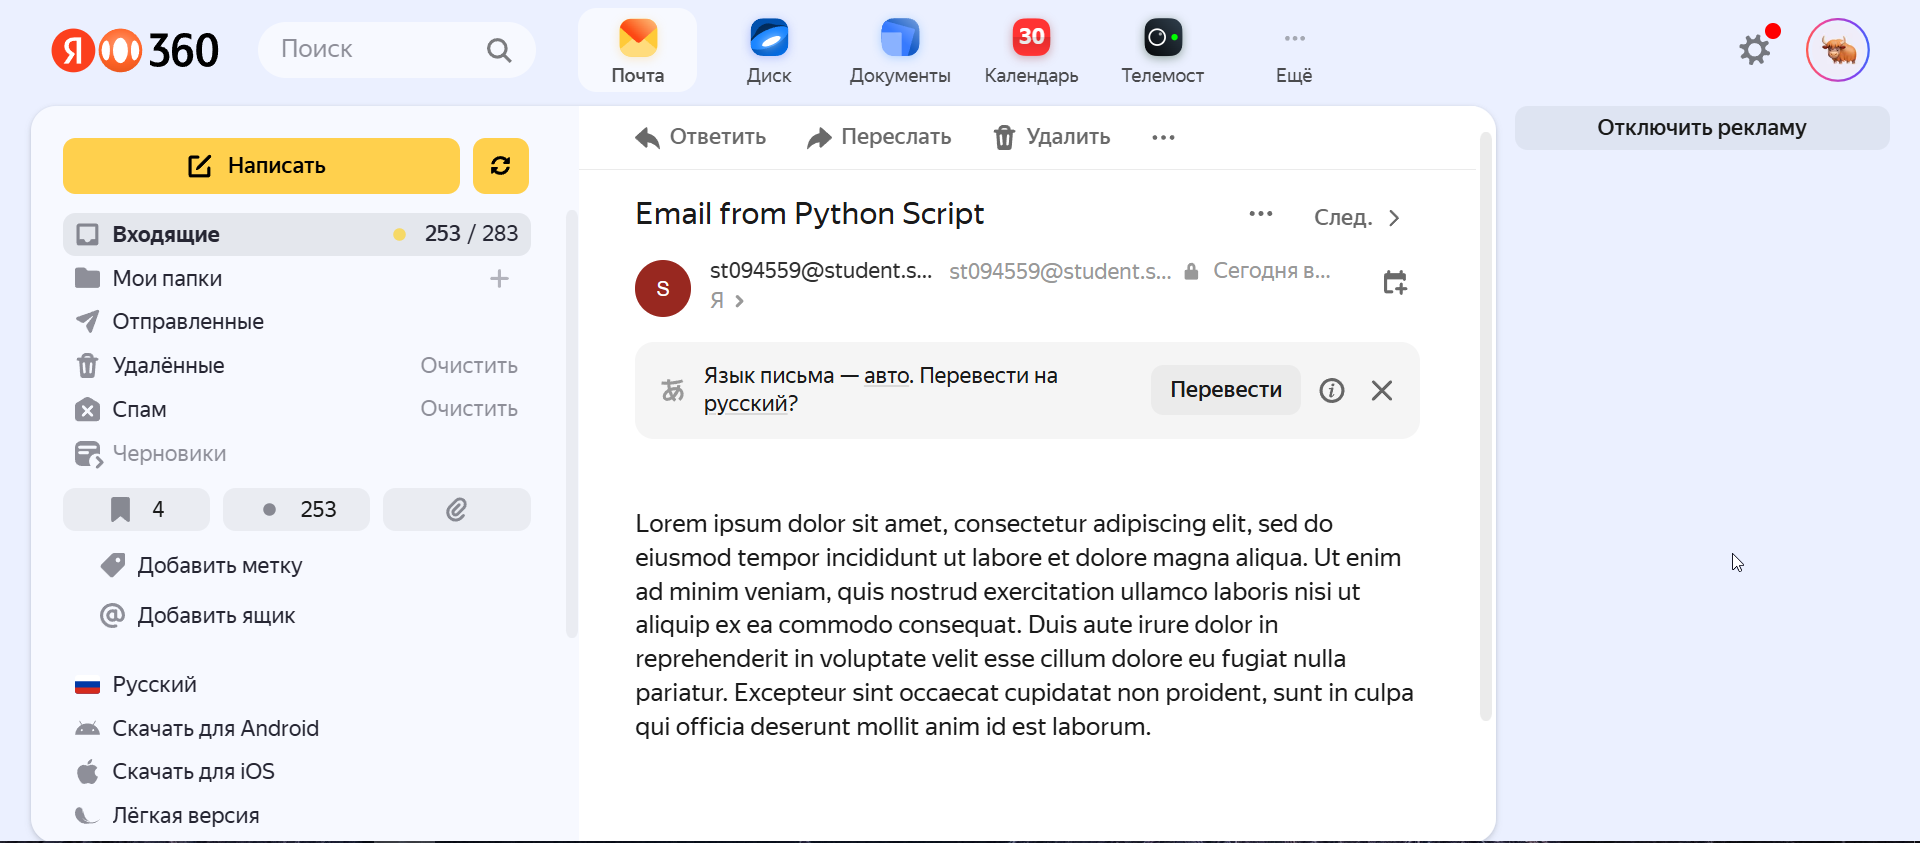 Я 360
Поиск
Почта
Диск
Документы
30
Календарь
Телемост
Ещё
Написать
Входящие 253 / 283
Мои папки
Отправленные
Удалённые Очистить
Спам Очистить
Черновики
4 253
Добавить метку
Добавить ящик
Русский
Скачать для Android
Скачать для iOS
Лёгкая версия
Ответить Переслать Удалить
Email from Python Script
След.
S
st094559@student.s... st094559@student.s... Сегодня в...
Я
あ
Язык письма — авто. Перевести на
русский?
Перевести
Lorem ipsum dolor sit amet, consectetur adipiscing elit, sed do
eiusmod tempor incididunt ut labore et dolore magna aliqua. Ut enim
ad minim veniam, quis nostrud exercitation ullamco laboris nisi ut
aliquip ex ea commodo consequat. Duis aute irure dolor in
reprehenderit in voluptate velit esse cillum dolore eu fugiat nulla
pariatur. Excepteur sint occaecat cupidatat non proident, sunt in culpa
qui officia deserunt mollit anim id est laborum.
Отключить рекламу